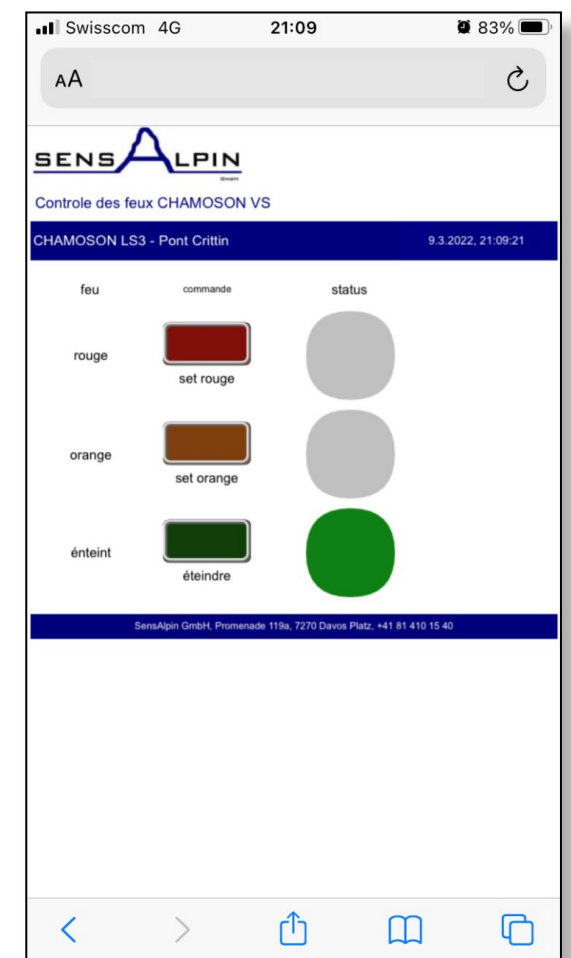 Swisscom 4G 21:09 83%
AA
SENSALPIN
GmbH
Controle des feux CHAMOSON VS
CHAMOSON LS3 - Pont Crittin 9.3.2022, 21:09:21
feu commande status
rouge
set rouge
orange
set orange
énteint
éteindre
SensAlpin GmbH, Promenade 119a, 7270 Davos Platz, +41 81 410 15 40